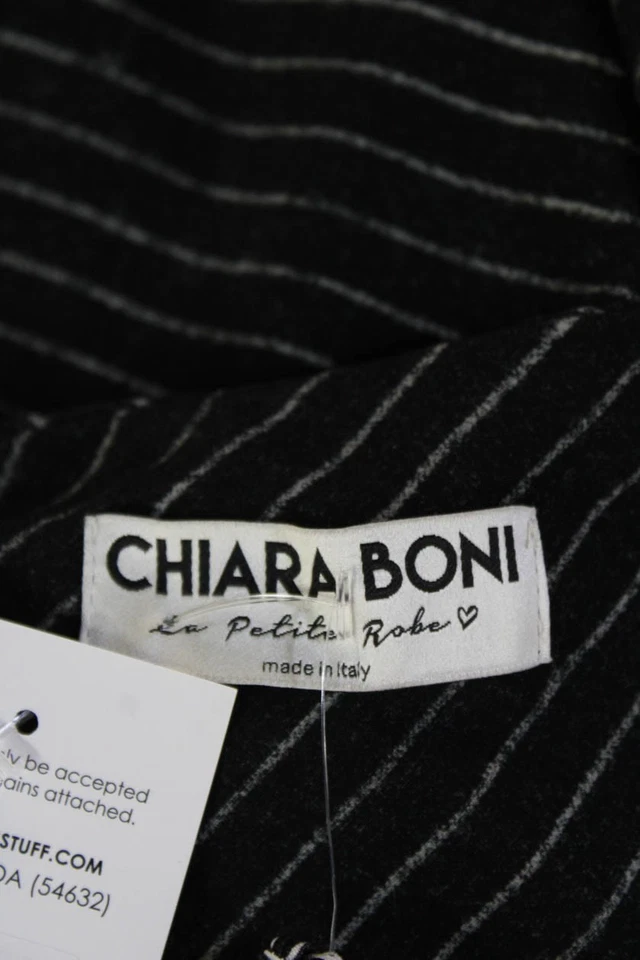 CHIARA BONI
La Petite Robe
made in Italy
be accepted
attached.
STUFF.COM
(54632)